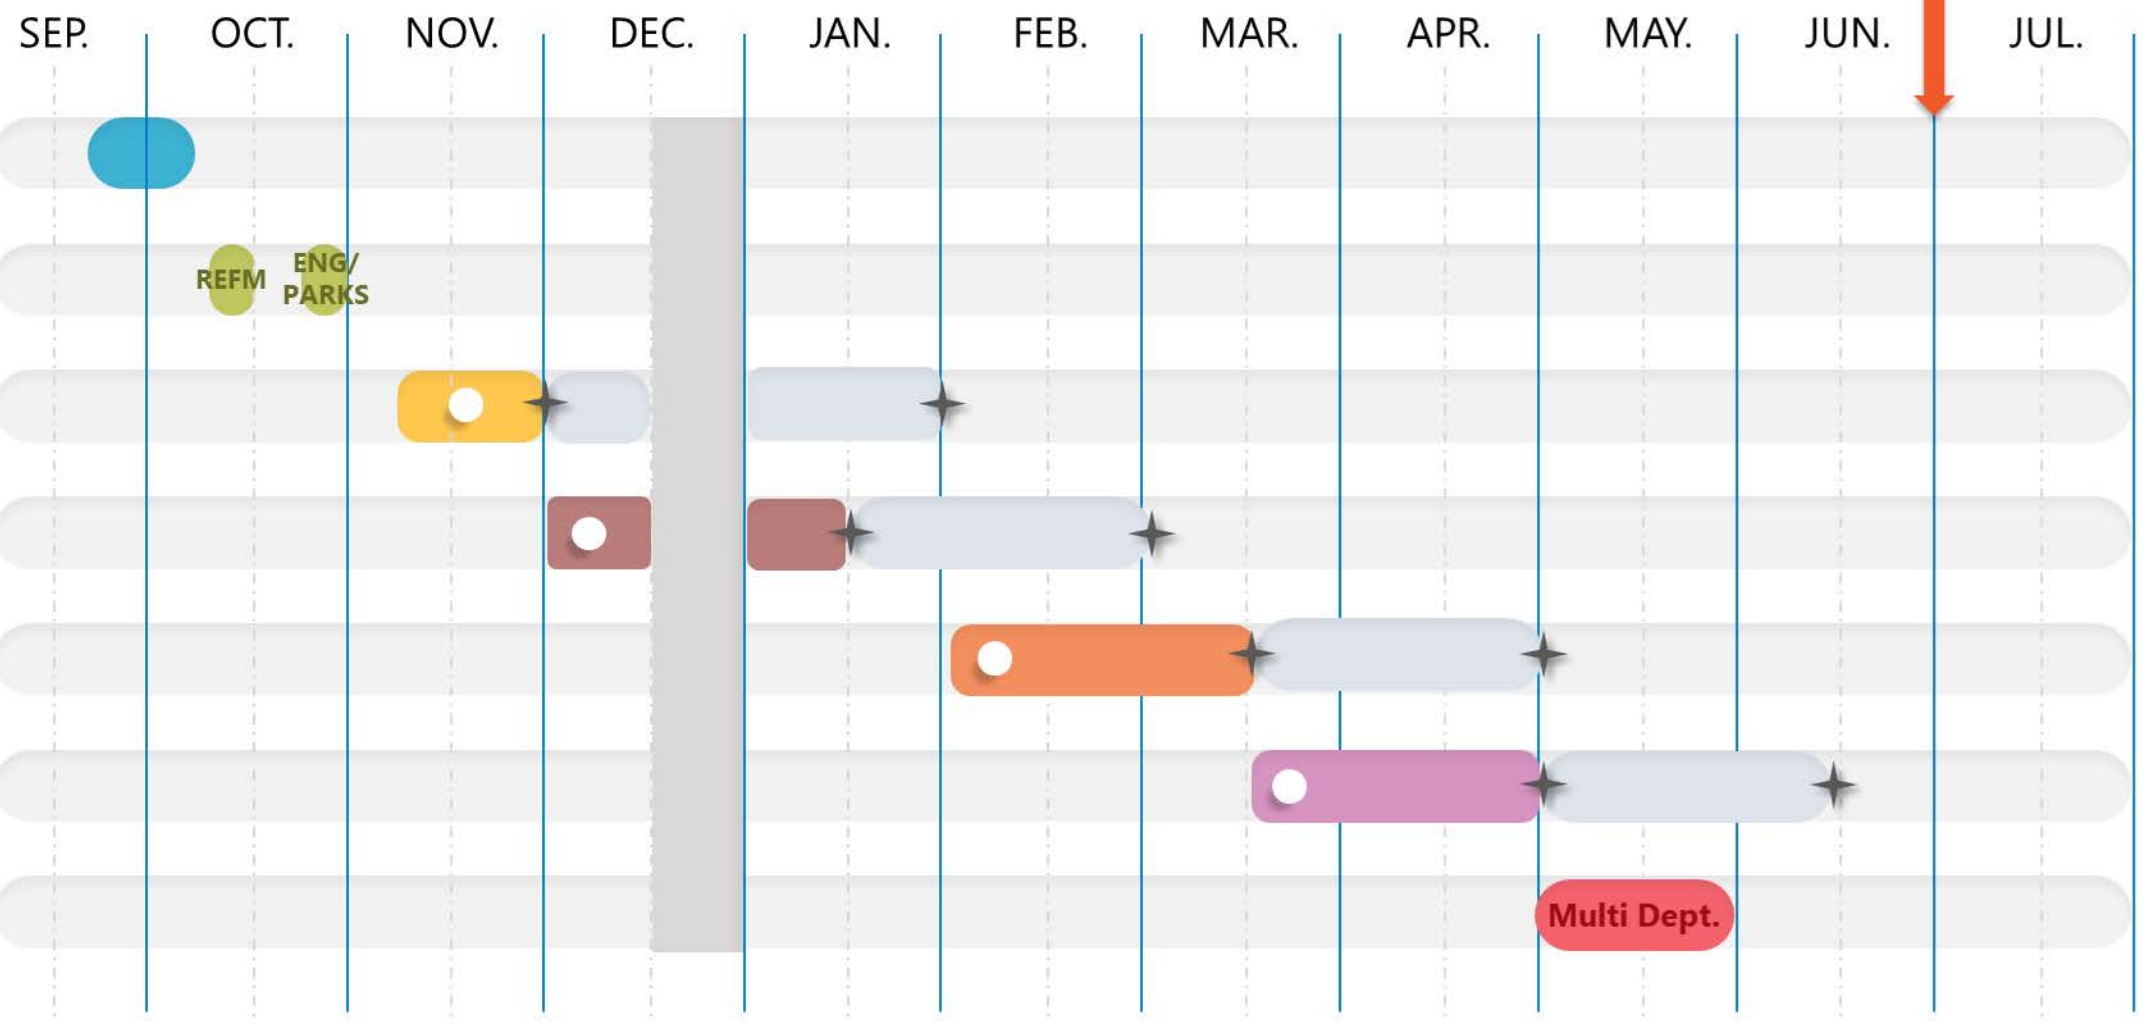 SEP. OCT. NOV. DEC. JAN. FEB. MAR. APR. MAY. JUN. JUL.
REFM
ENG/
PARKS
Multi Dept.